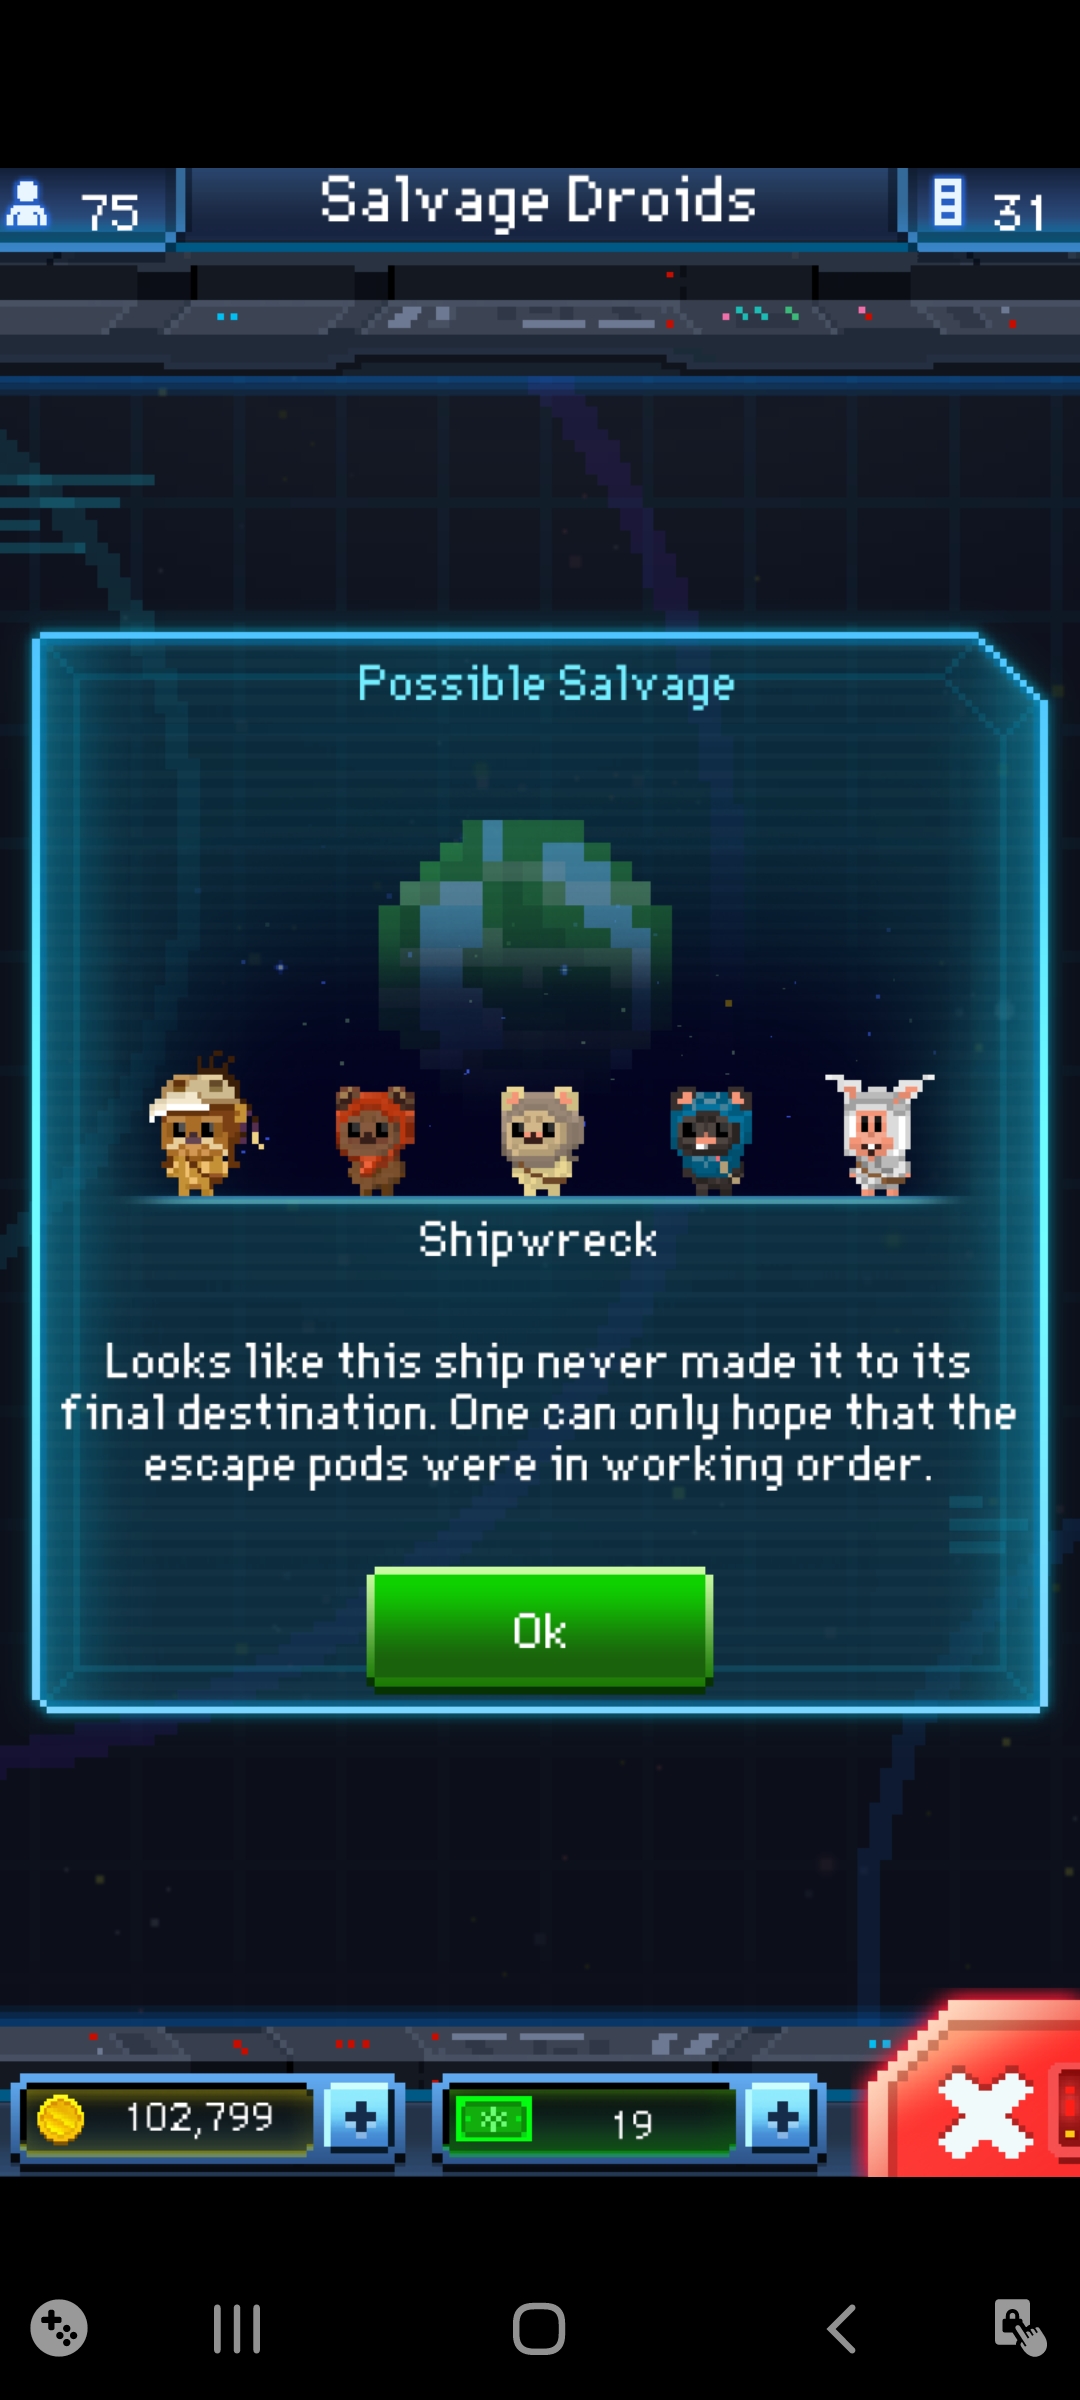 75
Salvage Droids
31
Possible Salvage
Shipwreck
Looks like this ship never made it to its
final destination. One can only hope that the
escape pods were in working order.
Ok
102,799
19